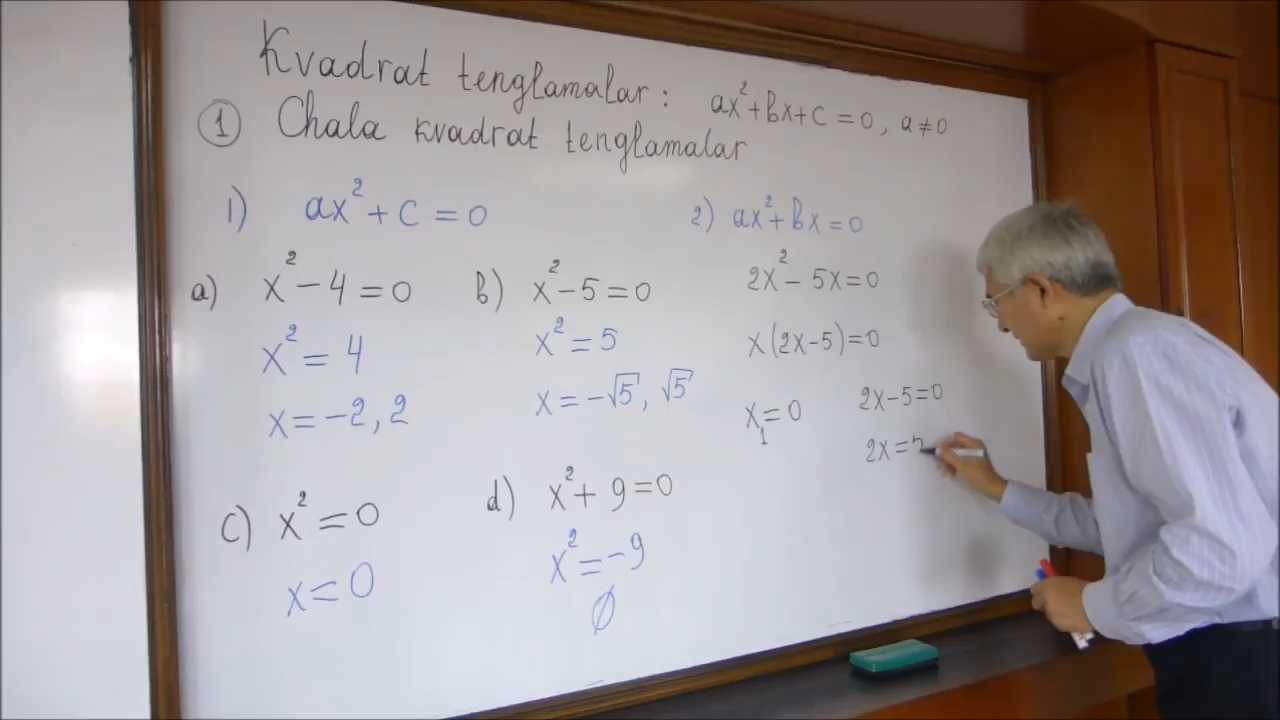 Kvadrat tenglamalar: ax²+bx+c=0, a≠0
① Chala kvadrat tenglamalar
1) ax²+c=0
a) x²-4=0
x²=4
x=-2, 2
b) x²-5=0
x²=5
x=-√5, √5
c) x²=0
x=0
d) x²+9=0
x²=-9
∅
2) ax²+bx=0
2x²-5x=0
x(2x-5)=0
x₁=0
2x-5=0
2x=